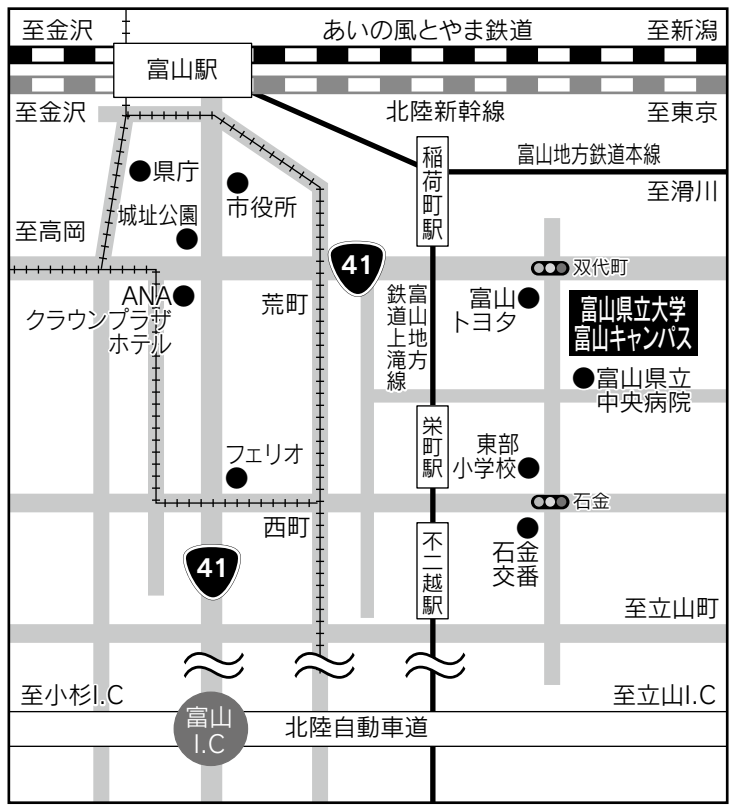 至金沢
あいの風とやま鉄道
至新潟
富山駅
至金沢
北陸新幹線
至東京
富山地方鉄道本線
稲荷町駅
至滑川
県庁
市役所
城址公園
至高岡
41
双代町
ANA
クラウンプラザ
ホテル
荒町
富山地方
鉄道上滝線
富山
トヨタ
富山県立大学
富山キャンパス
富山県立
中央病院
栄町駅
東部
小学校
フェリオ
石金
西町
不二越駅
石金
交番
41
至立山町
至小杉I.C
至立山I.C
富山
I.C
北陸自動車道